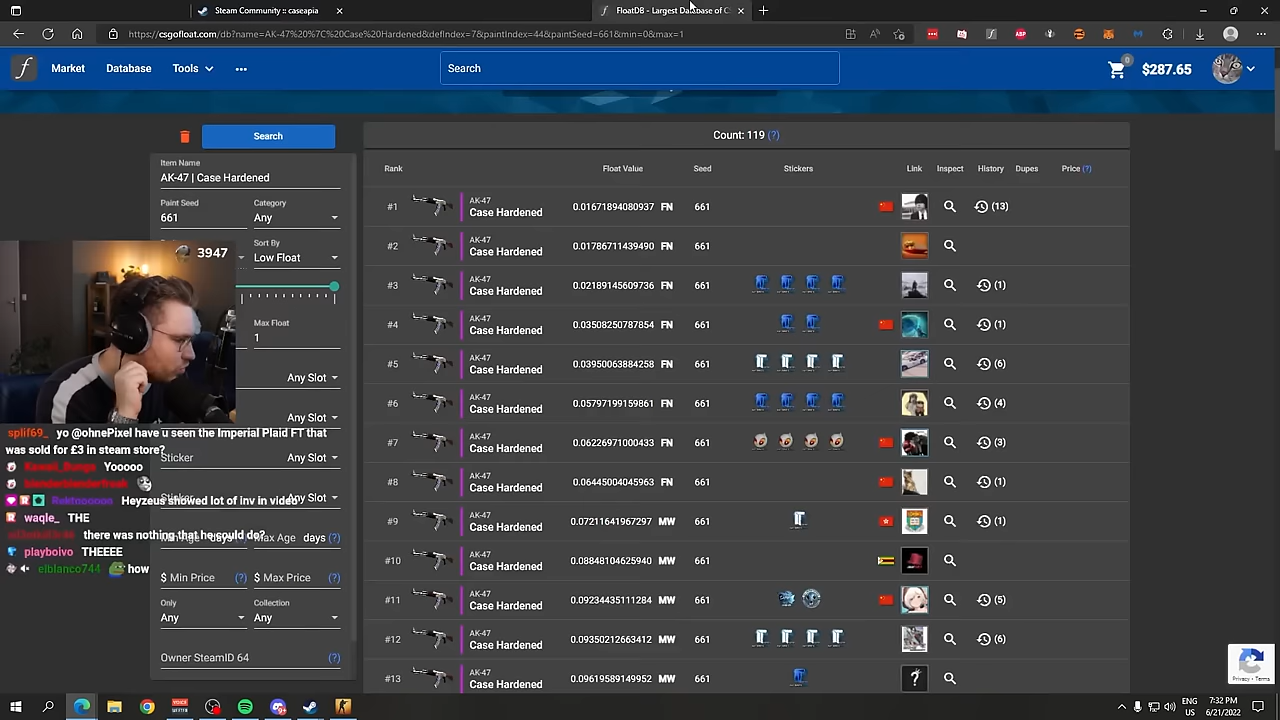 Steam Community :: caseapia
FloatDB - Largest Database of C
https://csgofloat.com/db?name=AK-47%20%7C%20Case%20Hardened&defIndex=7&paintIndex=44&paintSeed=661&min=0&max=1
f Market Database Tools ••• Search 0 $287.65
Search
Count: 119 (?)
Item Name
AK-47 | Case Hardened
Rank Float Value Seed Stickers Link Inspect History Dupes Price (?)
Paint Seed Category
661 Any
Sort By
Low Float
3947
Max Float
1
Any Slot
Any Slot
Sticker Any Slot
Any Slot
days (?) Max Age days (?)
$ Min Price (?) $ Max Price (?)
Only Collection
Any Any
Owner SteamID 64 (?)
#1 AK-47 Case Hardened 0.01671894080937 FN 661 (13)
#2 AK-47 Case Hardened 0.01786711439490 FN 661
#3 AK-47 Case Hardened 0.02189145609736 FN 661 (1)
#4 AK-47 Case Hardened 0.03508250787854 FN 661 (1)
#5 AK-47 Case Hardened 0.03950063884258 FN 661 (6)
#6 AK-47 Case Hardened 0.05797199159861 FN 661 (4)
#7 AK-47 Case Hardened 0.06226971000433 FN 661 (3)
#8 AK-47 Case Hardened 0.06445004045963 FN 661 (1)
#9 AK-47 Case Hardened 0.07211641967297 MW 661 (1)
#10 AK-47 Case Hardened 0.08848104625940 MW 661
#11 AK-47 Case Hardened 0.09234435111284 MW 661 (5)
#12 AK-47 Case Hardened 0.09350212663412 MW 661 (6)
#13 AK-47 Case Hardened 0.09619589149952 MW 661
splif69_ yo @ohnePixel have u seen the Imperial Plaid FT that
was sold for £3 in steam store?
Yooooo
Heyzeus showed lot of inv in video
waqle_ THE
there was nothing that he could do?
playboivo THEEEE
elblanco744 how
Privacy - Terms
ENG
US
7:32 PM
6/21/2022